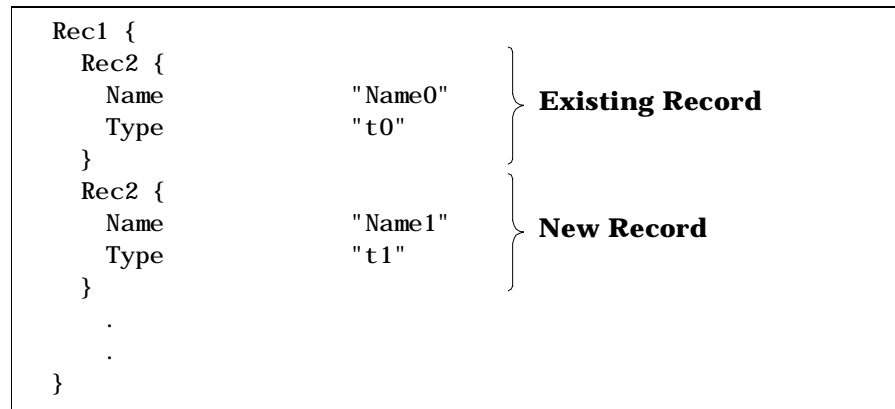 Rec1 {
Rec2 {
Name "Name0"
Existing Record
Type "t0"
}
Rec2 {
Name "Name1"
New Record
Type "t1"
}
.
.
}